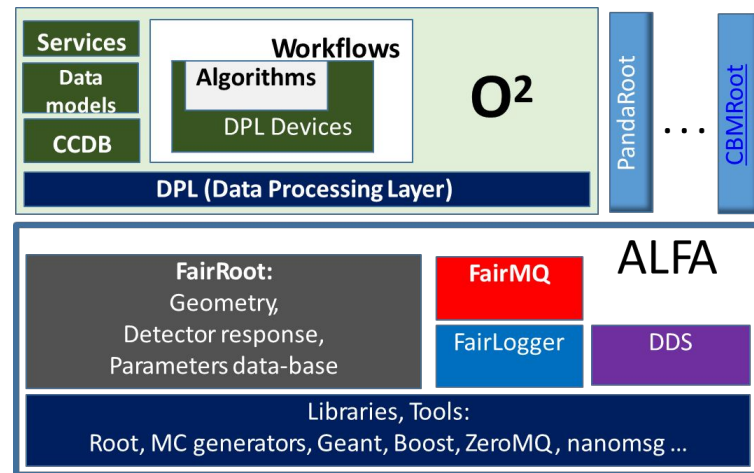 Services
Data
models
CCDB
Workflows
Algorithms
DPL Devices
O²
DPL (Data Processing Layer)
PandaRoot
...
CBMRoot
ALFA
FairRoot:
Geometry,
Detector response,
Parameters data-base
FairMQ
FairLogger
DDS
Libraries, Tools:
Root, MC generators, Geant, Boost, ZeroMQ, nanomsg ...